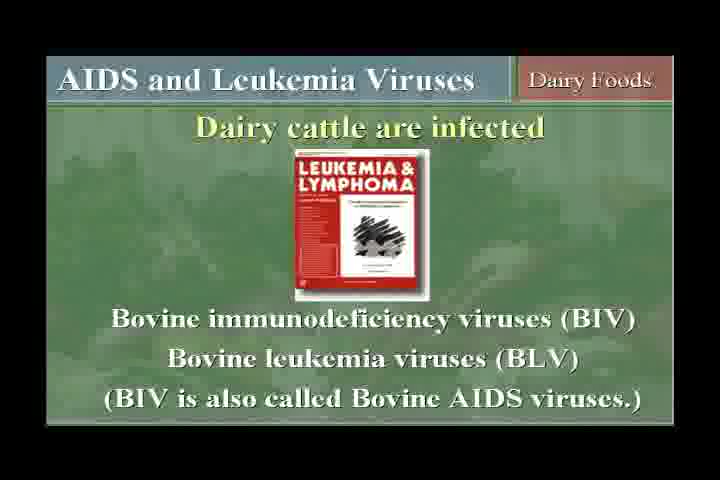 AIDS and Leukemia Viruses
Dairy Foods
Dairy cattle are infected
LEUKEMIA &
LYMPHOMA
Bovine immunodeficiency viruses (BIV)
Bovine leukemia viruses (BLV)
(BIV is also called Bovine AIDS viruses.)